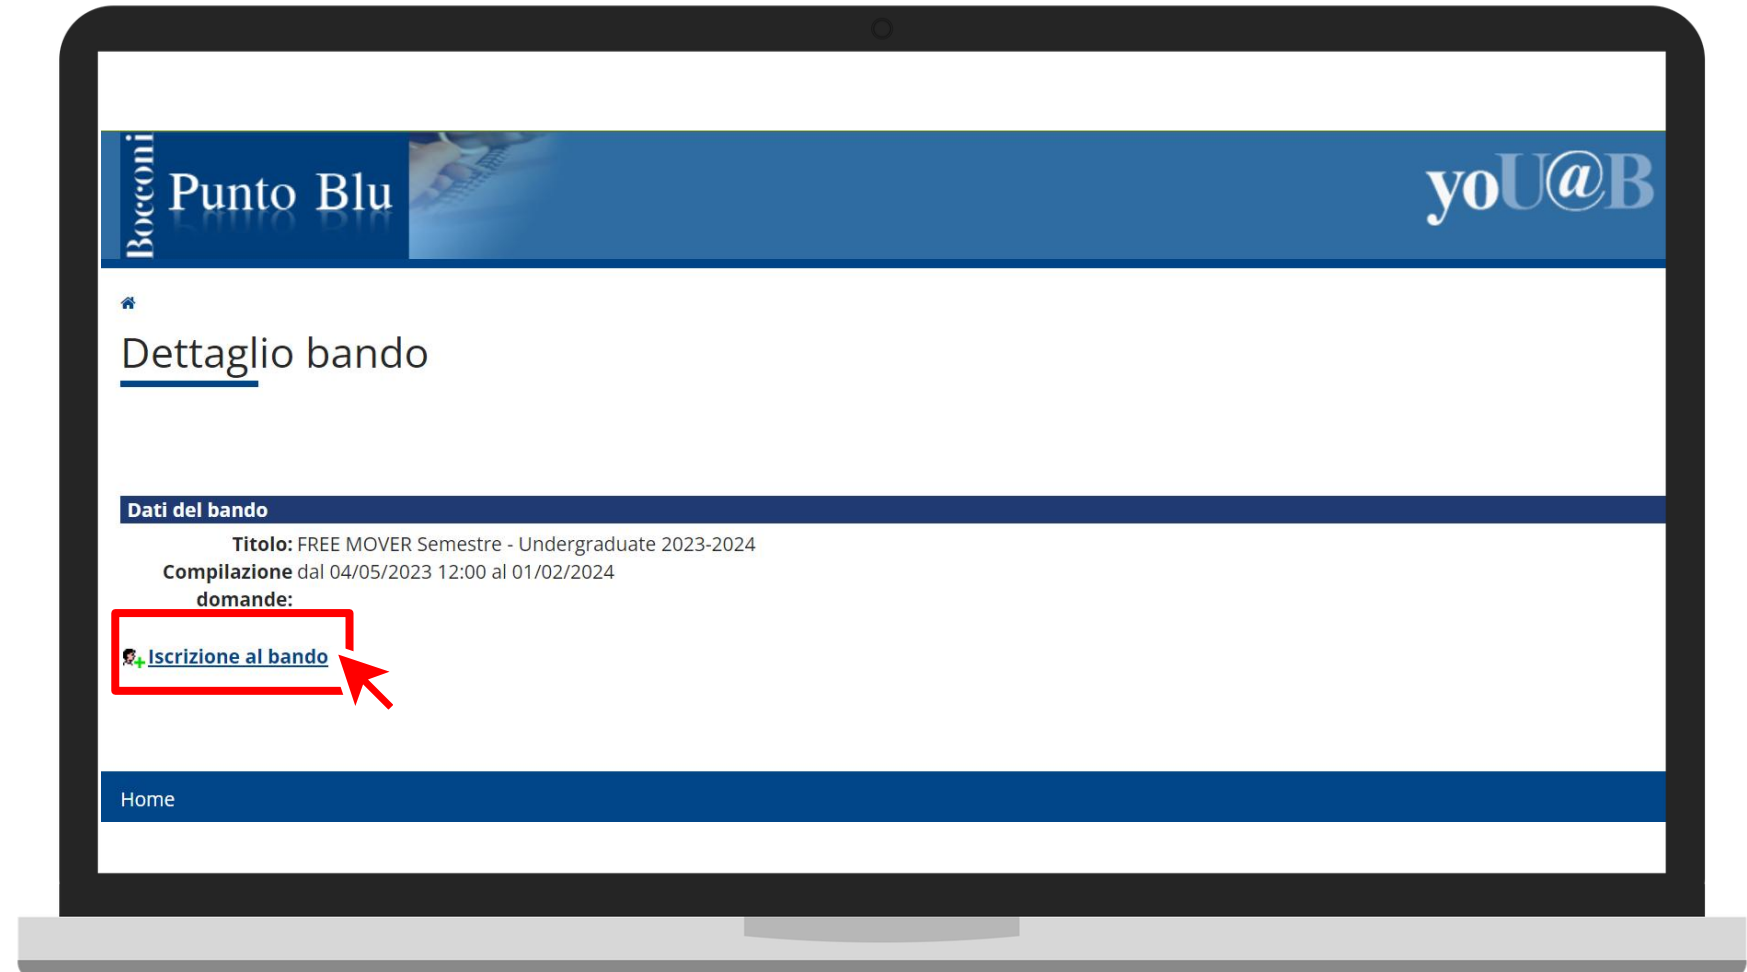 Bocconi
Punto Blu
yoU@B
Dettaglio bando
Dati del bando
Titolo: FREE MOVER Semestre - Undergraduate 2023-2024
Compilazione dal 04/05/2023 12:00 al 01/02/2024
domande:
Iscrizione al bando
Home